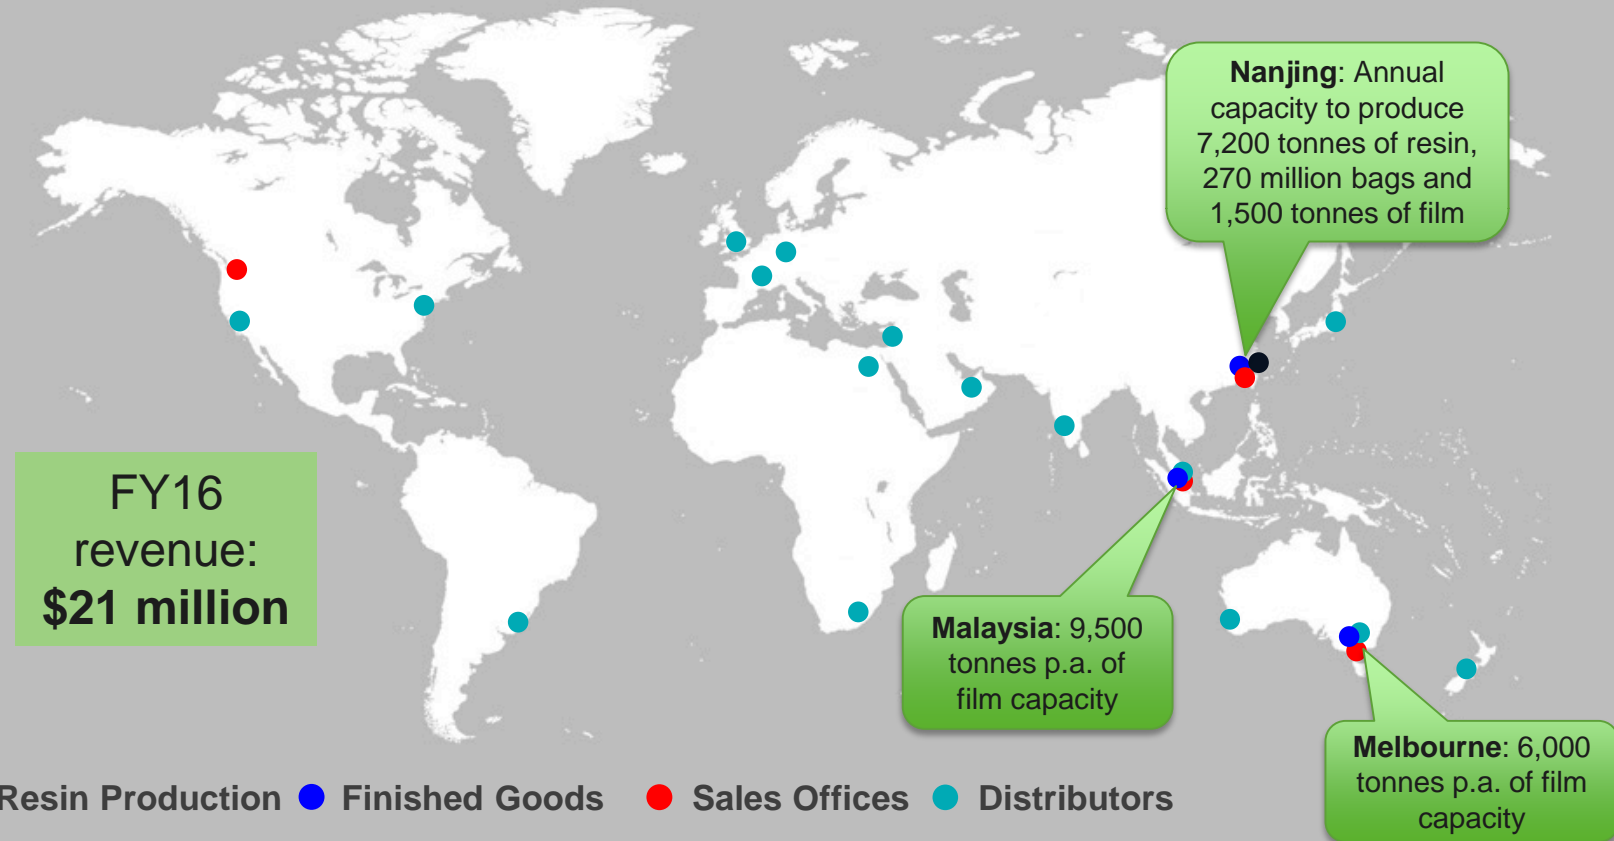 Nanjing: Annual
capacity to produce
7,200 tonnes of resin,
270 million bags and
1,500 tonnes of film
FY16
revenue:
$21 million
Malaysia: 9,500
tonnes p.a. of
film capacity
Melbourne: 6,000
tonnes p.a. of film
capacity
Resin Production Finished Goods Sales Offices Distributors